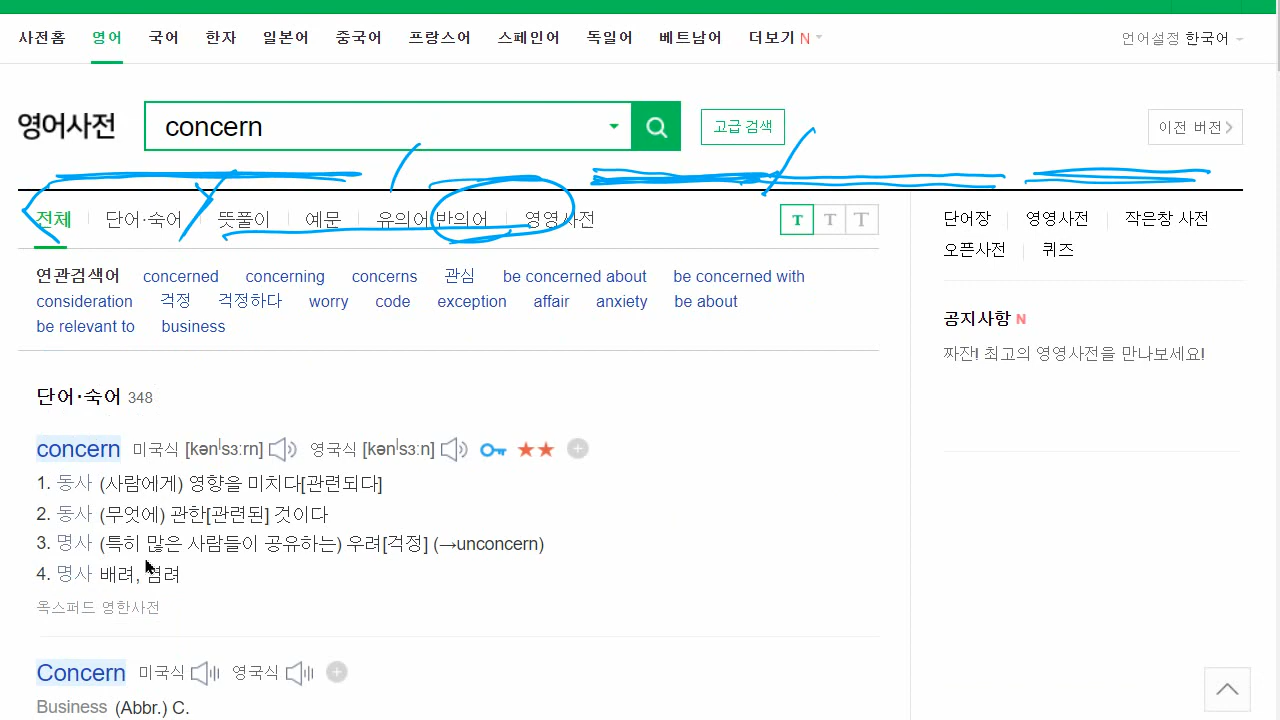 사전홈 영어 국어 한자 일본어 중국어 프랑스어 스페인어 독일어 베트남어 더보기 N 언어설정 한국어
영어사전 concern 고급 검색 이전 버전
전체 단어·숙어 뜻풀이 예문 유의어/반의어 영영사전 T T T
연관검색어 concerned concerning concerns 관심 be concerned about be concerned with
consideration 걱정 걱정하다 worry code exception affair anxiety be about
be relevant to business
단어·숙어 348
concern 미국식 [kənˈsɜːrn] 영국식 [kənˈsɜːn]
1. 동사 (사람에게) 영향을 미치다[관련되다]
2. 동사 (무엇에) 관한[관련된] 것이다
3. 명사 (특히 많은 사람들이 공유하는) 우려[걱정] (→unconcern)
4. 명사 배려, 염려
옥스퍼드 영한사전
Concern 미국식 영국식
Business (Abbr.) C.
단어장 영영사전 작은창 사전
오픈사전 퀴즈
공지사항 N
짜잔! 최고의 영영사전을 만나보세요!